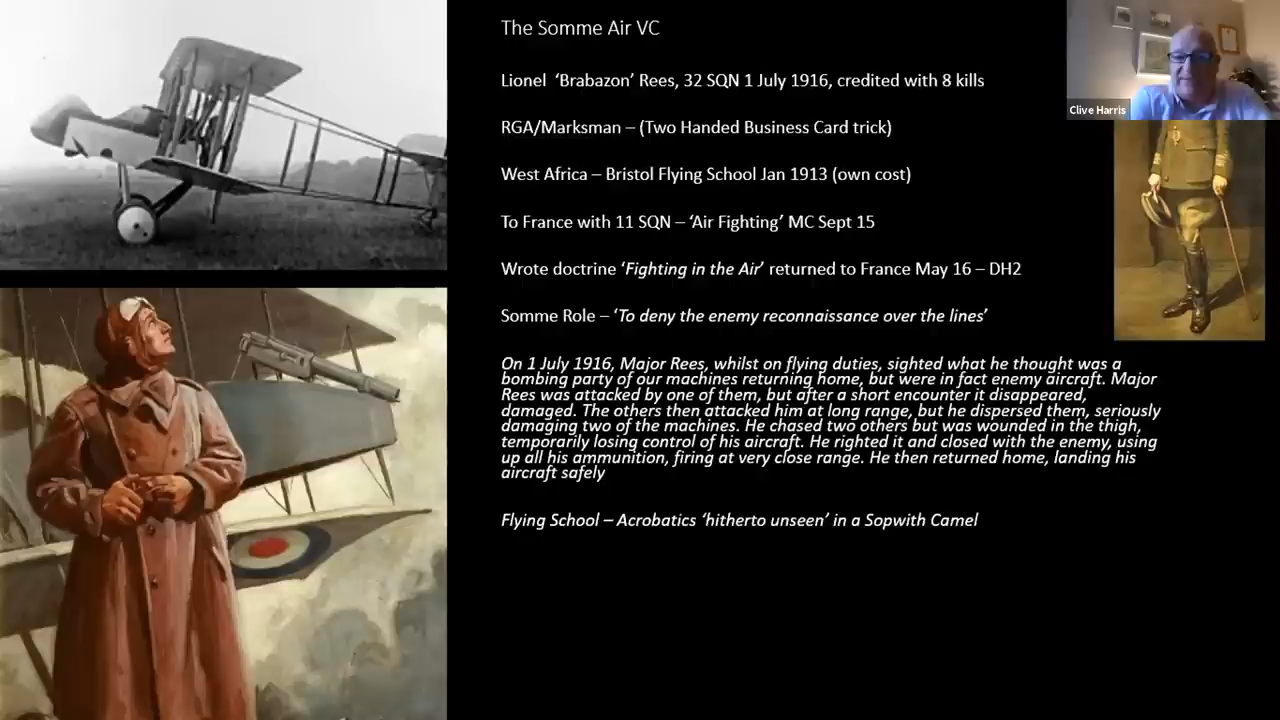 The Somme Air VC
Lionel  ‘Brabazon’ Rees, 32 SQN 1 July 1916, credited with 8 kills
Clive Harris
RGA/Marksman – (Two Handed Business Card trick)
West Africa – Bristol Flying School Jan 1913 (own cost)
To France with 11 SQN – ‘Air Fighting’ MC Sept 15
Wrote doctrine ‘Fighting in the Air’ returned to France May 16 – DH2
Somme Role – ‘To deny the enemy reconnaissance over the lines’
On 1 July 1916, Major Rees, whilst on flying duties, sighted what he thought was a
bombing party of our machines returning home, but were in fact enemy aircraft. Major
Rees was attacked by one of them, but after a short encounter it disappeared,
damaged. The others then attacked him at long range, but he dispersed them, seriously
damaging two of the machines. He chased two others but was wounded in the thigh,
temporarily losing control of his aircraft. He righted it and closed with the enemy, using
up all his ammunition, firing at very close range. He then returned home, landing his
aircraft safely
Flying School – Acrobatics ‘hitherto unseen’ in a Sopwith Camel